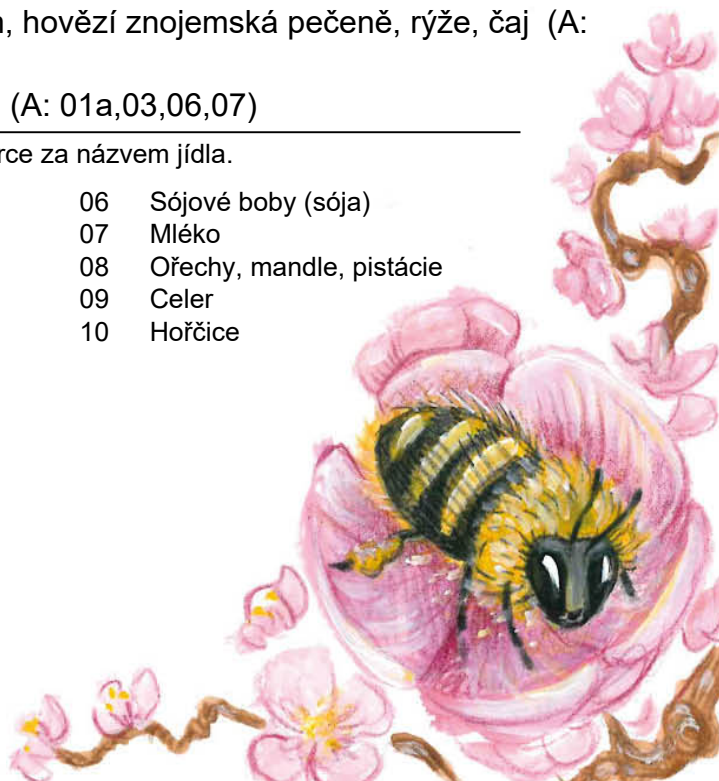 hovězí znojemská pečeně, rýže, čaj (A:
(A: 01a,03,06,07)
za názvem jídla.
06 Sójové boby (sója)
07 Mléko
08 Ořechy, mandle, pistácie
09 Celer
10 Hořčice